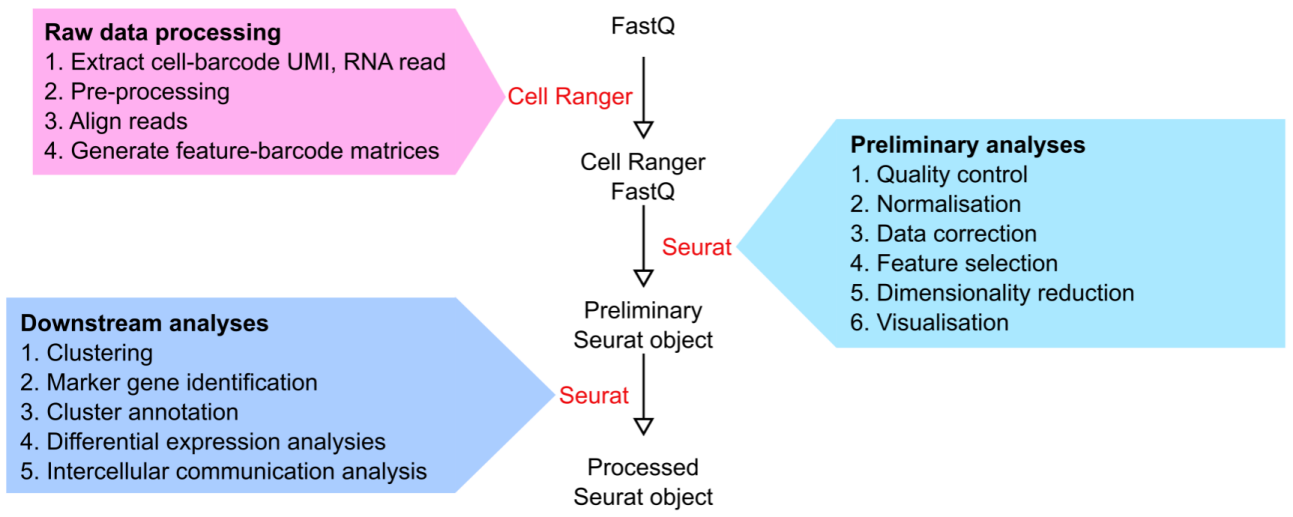 Raw data processing
1. Extract cell-barcode UMI, RNA read
2. Pre-processing
3. Align reads
4. Generate feature-barcode matrices
FastQ
Cell Ranger
Cell Ranger
FastQ
Preliminary analyses
1. Quality control
2. Normalisation
3. Data correction
4. Feature selection
5. Dimensionality reduction
6. Visualisation
Seurat
Preliminary
Seurat object
Downstream analyses
1. Clustering
2. Marker gene identification
3. Cluster annotation
4. Differential expression analysies
5. Intercellular communication analysis
Seurat
Processed
Seurat object